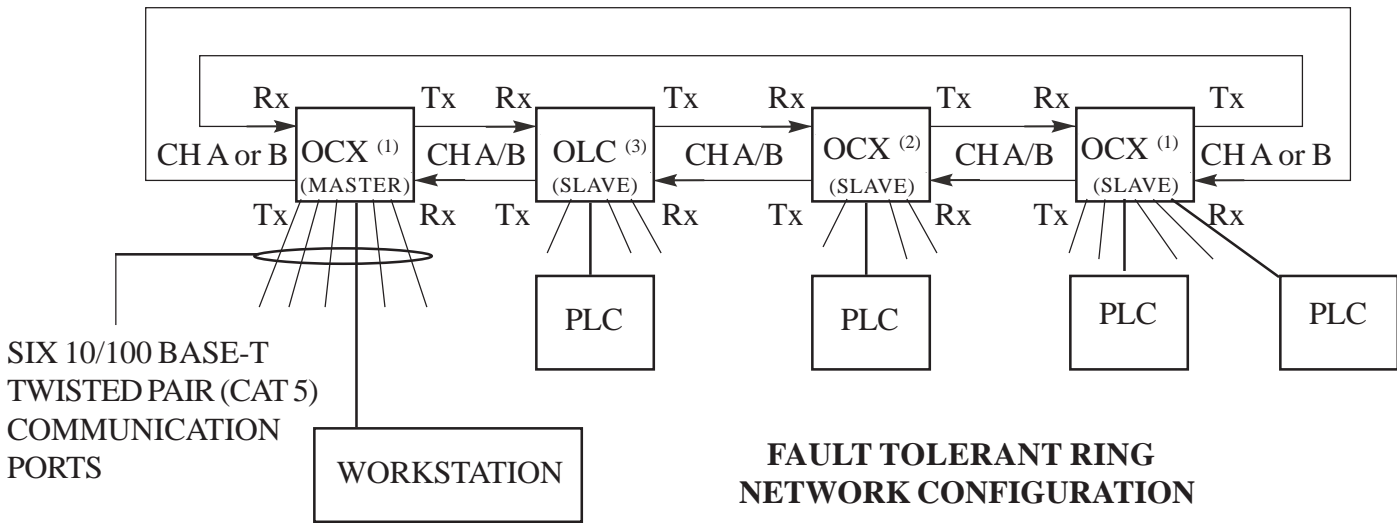 Rx Tx Rx Tx Rx Tx Rx Tx
CH A or B OCX (1) CH A/B OLC (3) CH A/B OCX (2) CH A/B OCX (1) CH A or B
(MASTER) (SLAVE) (SLAVE) (SLAVE)
Tx Rx Tx Rx Tx Rx Tx Rx
PLC PLC PLC PLC
SIX 10/100 BASE-T
TWISTED PAIR (CAT 5)
COMMUNICATION
PORTS
WORKSTATION
FAULT TOLERANT RING
NETWORK CONFIGURATION